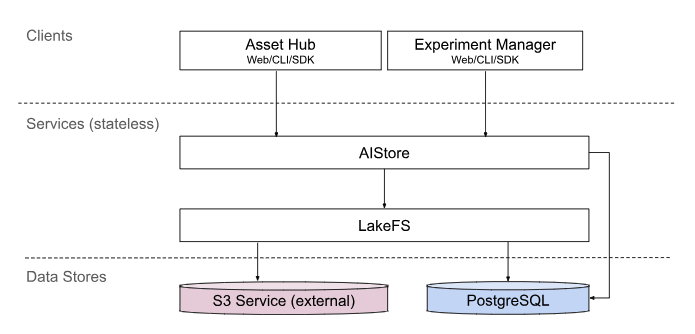 Clients
Asset Hub
Web/CLI/SDK
Experiment Manager
Web/CLI/SDK
Services (stateless)
AIStore
LakeFS
Data Stores
S3 Service (external)
PostgreSQL